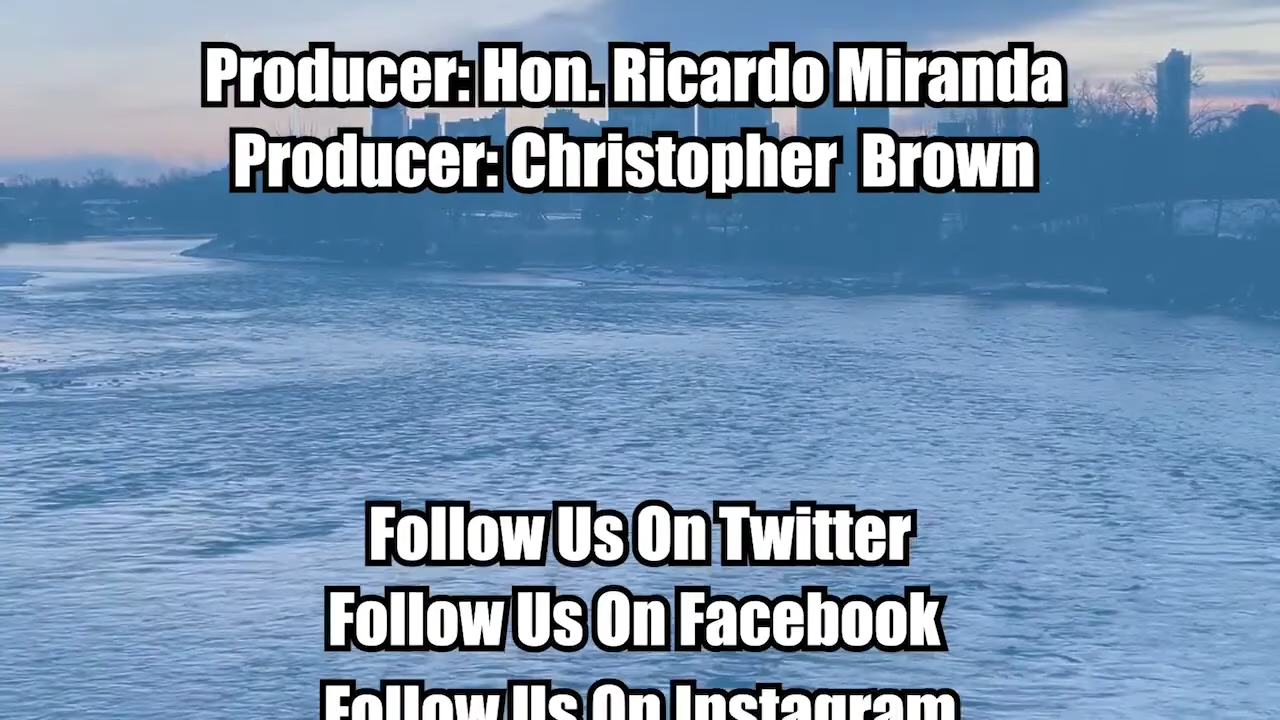 Producer: Hon. Ricardo Miranda
Producer: Christopher Brown
Follow Us On Twitter
Follow Us On Facebook
Follow Us On Instagram